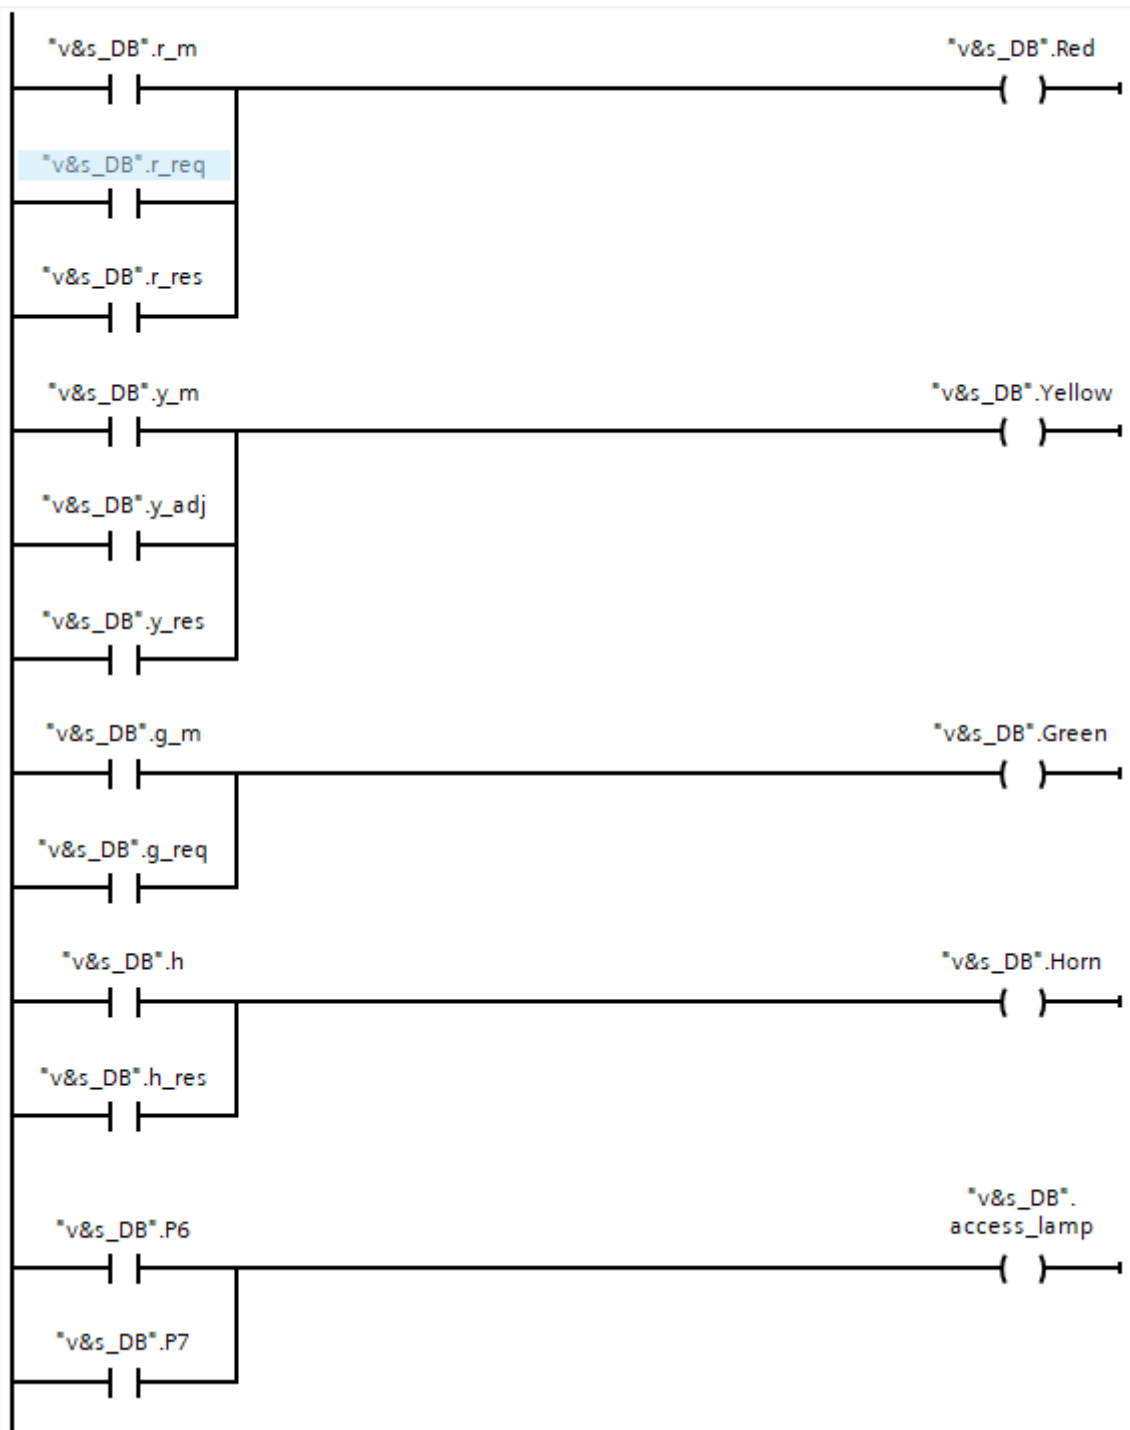 "v&s_DB".r_m
"v&s_DB".Red
"v&s_DB".r_req
"v&s_DB".r_res
"v&s_DB".y_m
"v&s_DB".Yellow
"v&s_DB".y_adj
"v&s_DB".y_res
"v&s_DB".g_m
"v&s_DB".Green
"v&s_DB".g_req
"v&s_DB".h
"v&s_DB".Horn
"v&s_DB".h_res
"v&s_DB".
access_lamp
"v&s_DB".P6
"v&s_DB".P7